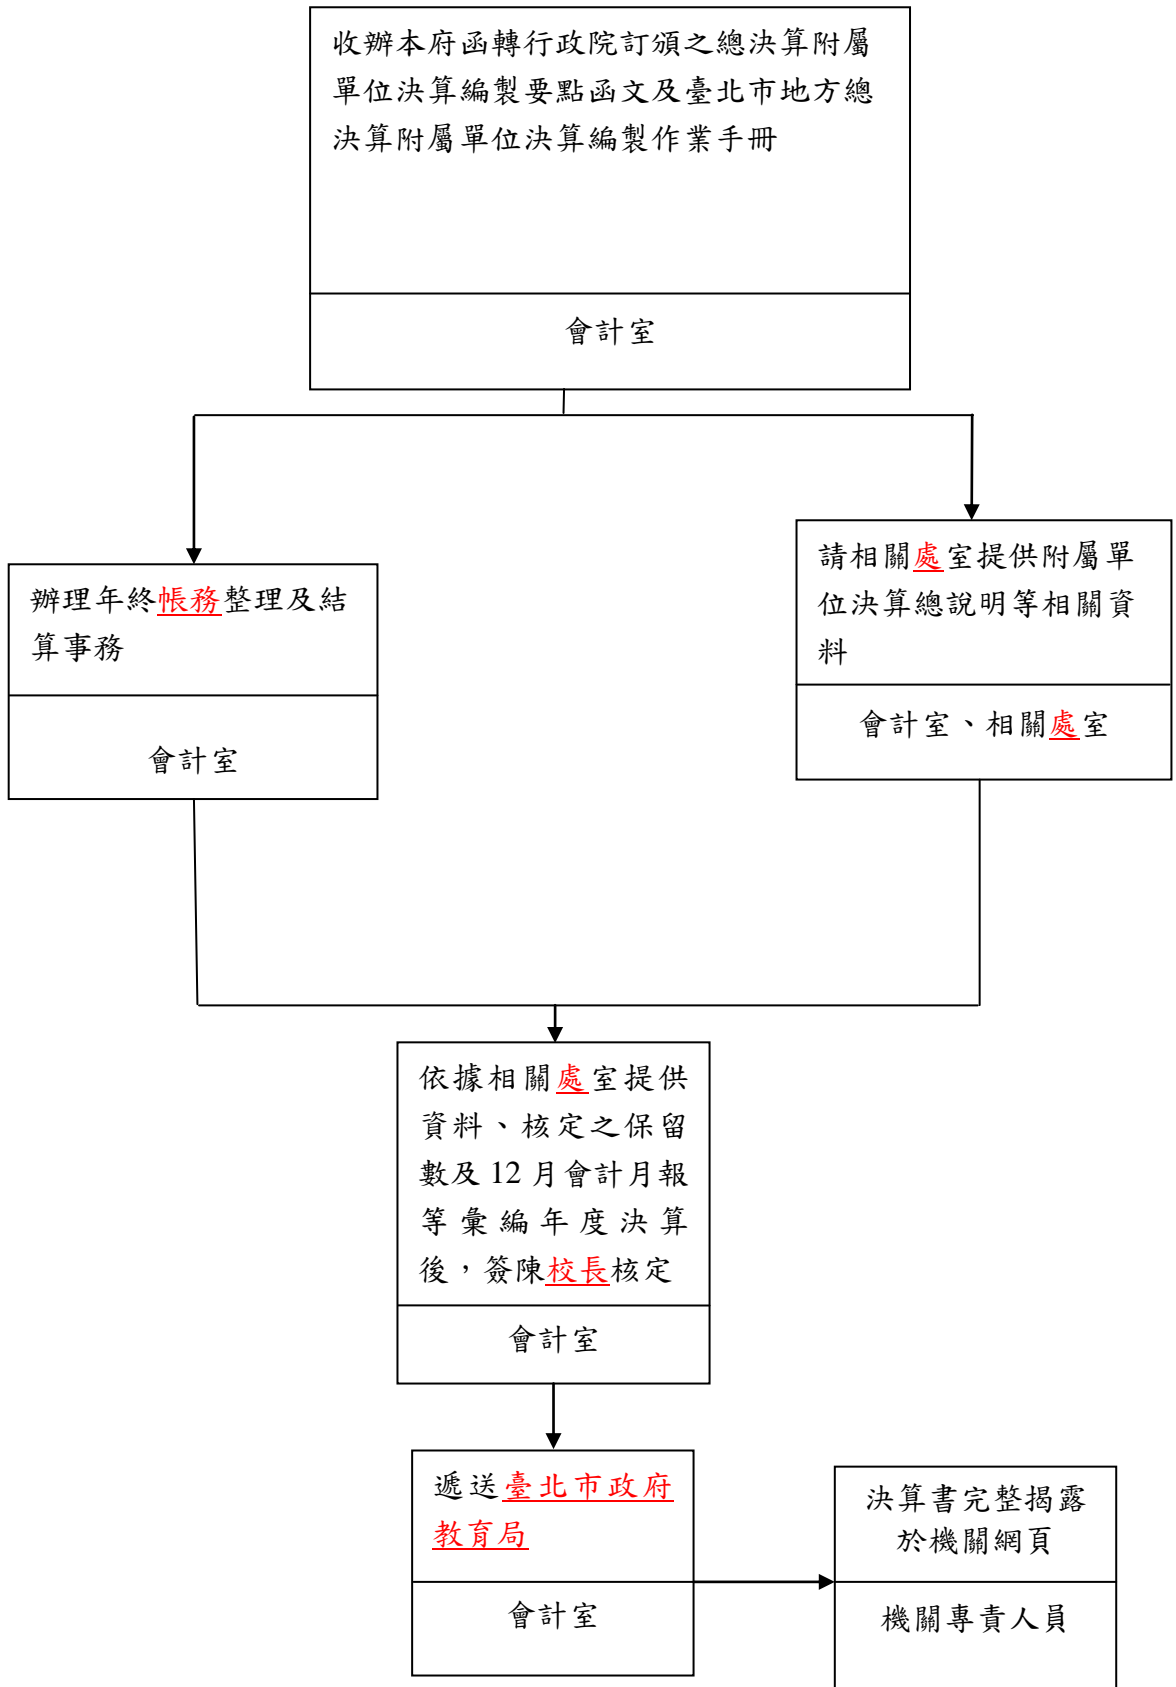 收辦本府函轉行政院訂頒之總決算附屬
單位決算編製要點函文及臺北市地方總
決算附屬單位決算編製作業手冊
會計室
辦理年終帳務整理及結
算事務
會計室
請相關處室提供附屬單
位決算總說明等相關資
料
會計室、相關處室
依據相關處室提供
資料、核定之保留
數及 12 月會計月報
等彙編年度決算
後，簽陳校長核定
會計室
遞送臺北市政府
教育局
會計室
決算書完整揭露
於機關網頁
機關專責人員